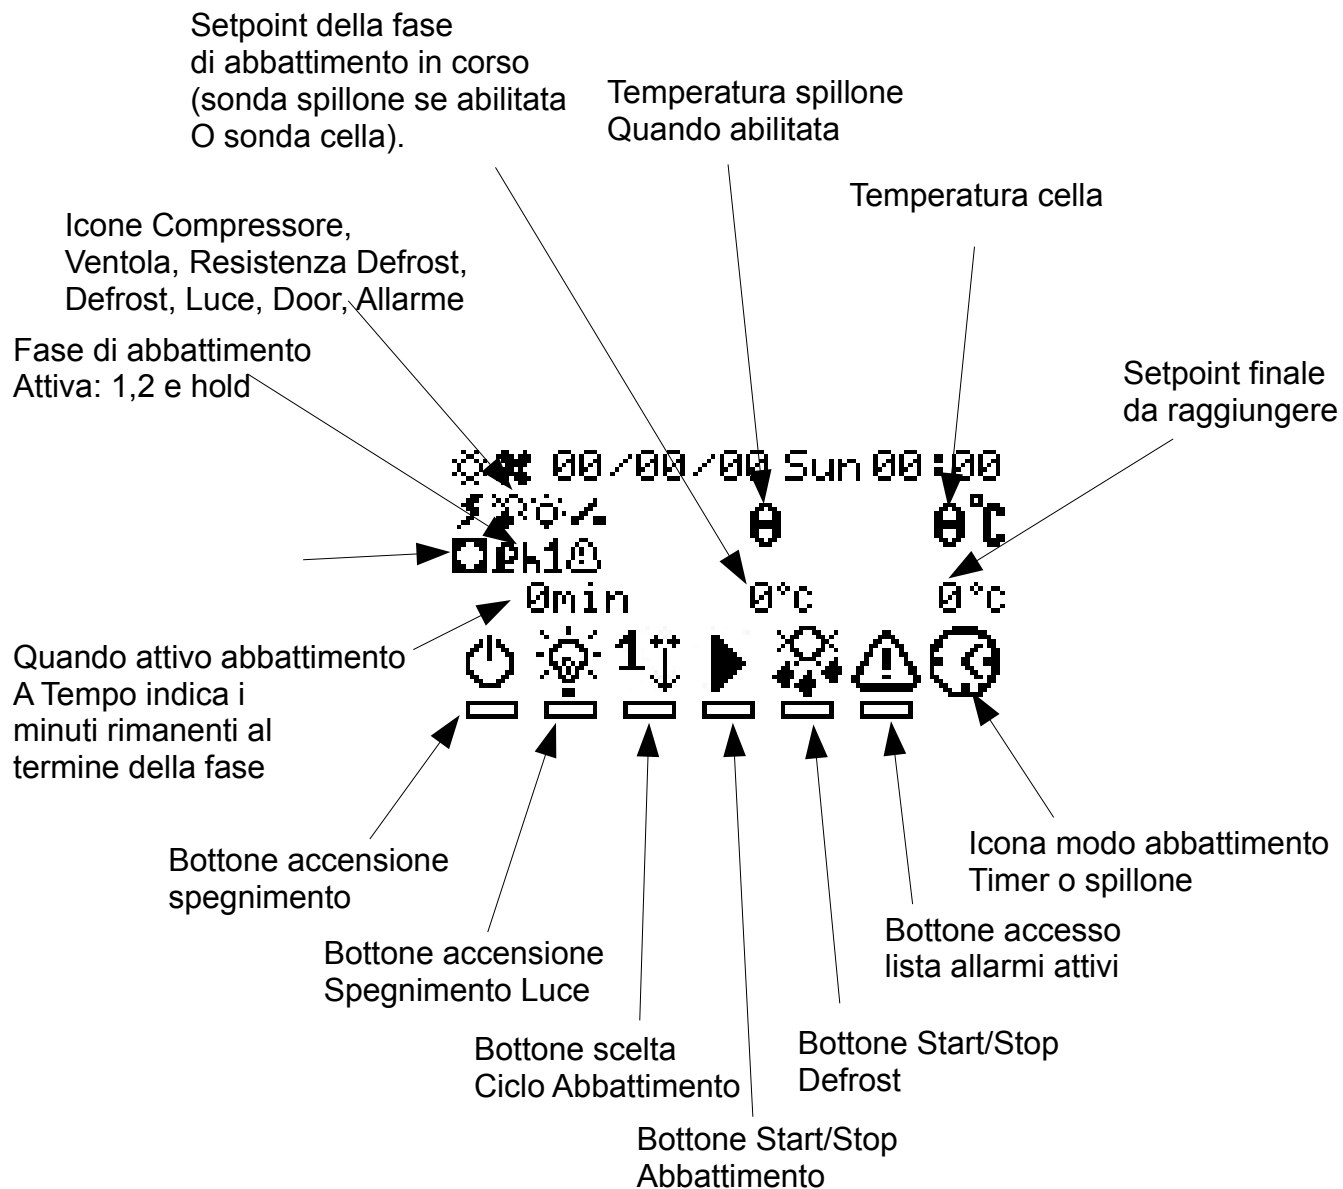 Setpoint della fase
di abbattimento in corso
(sonda spillone se abilitata
O sonda cella).
Temperatura spillone
Quando abilitata
Temperatura cella
Icone Compressore,
Ventola, Resistenza Defrost,
Defrost, Luce, Door, Allarme
Fase di abbattimento
Attiva: 1,2 e hold
Setpoint finale
da raggiungere
00/00/00 Sun 00:00
0 0°C
Ph1
0min 0°C 0°C
1
Quando attivo abbattimento
A Tempo indica i
minuti rimanenti al
termine della fase
Bottone accensione
spegnimento
Bottone accensione
Spegnimento Luce
Bottone scelta
Ciclo Abbattimento
Bottone Start/Stop
Abbattimento
Bottone Start/Stop
Defrost
Bottone accesso
lista allarmi attivi
Icona modo abbattimento
Timer o spillone